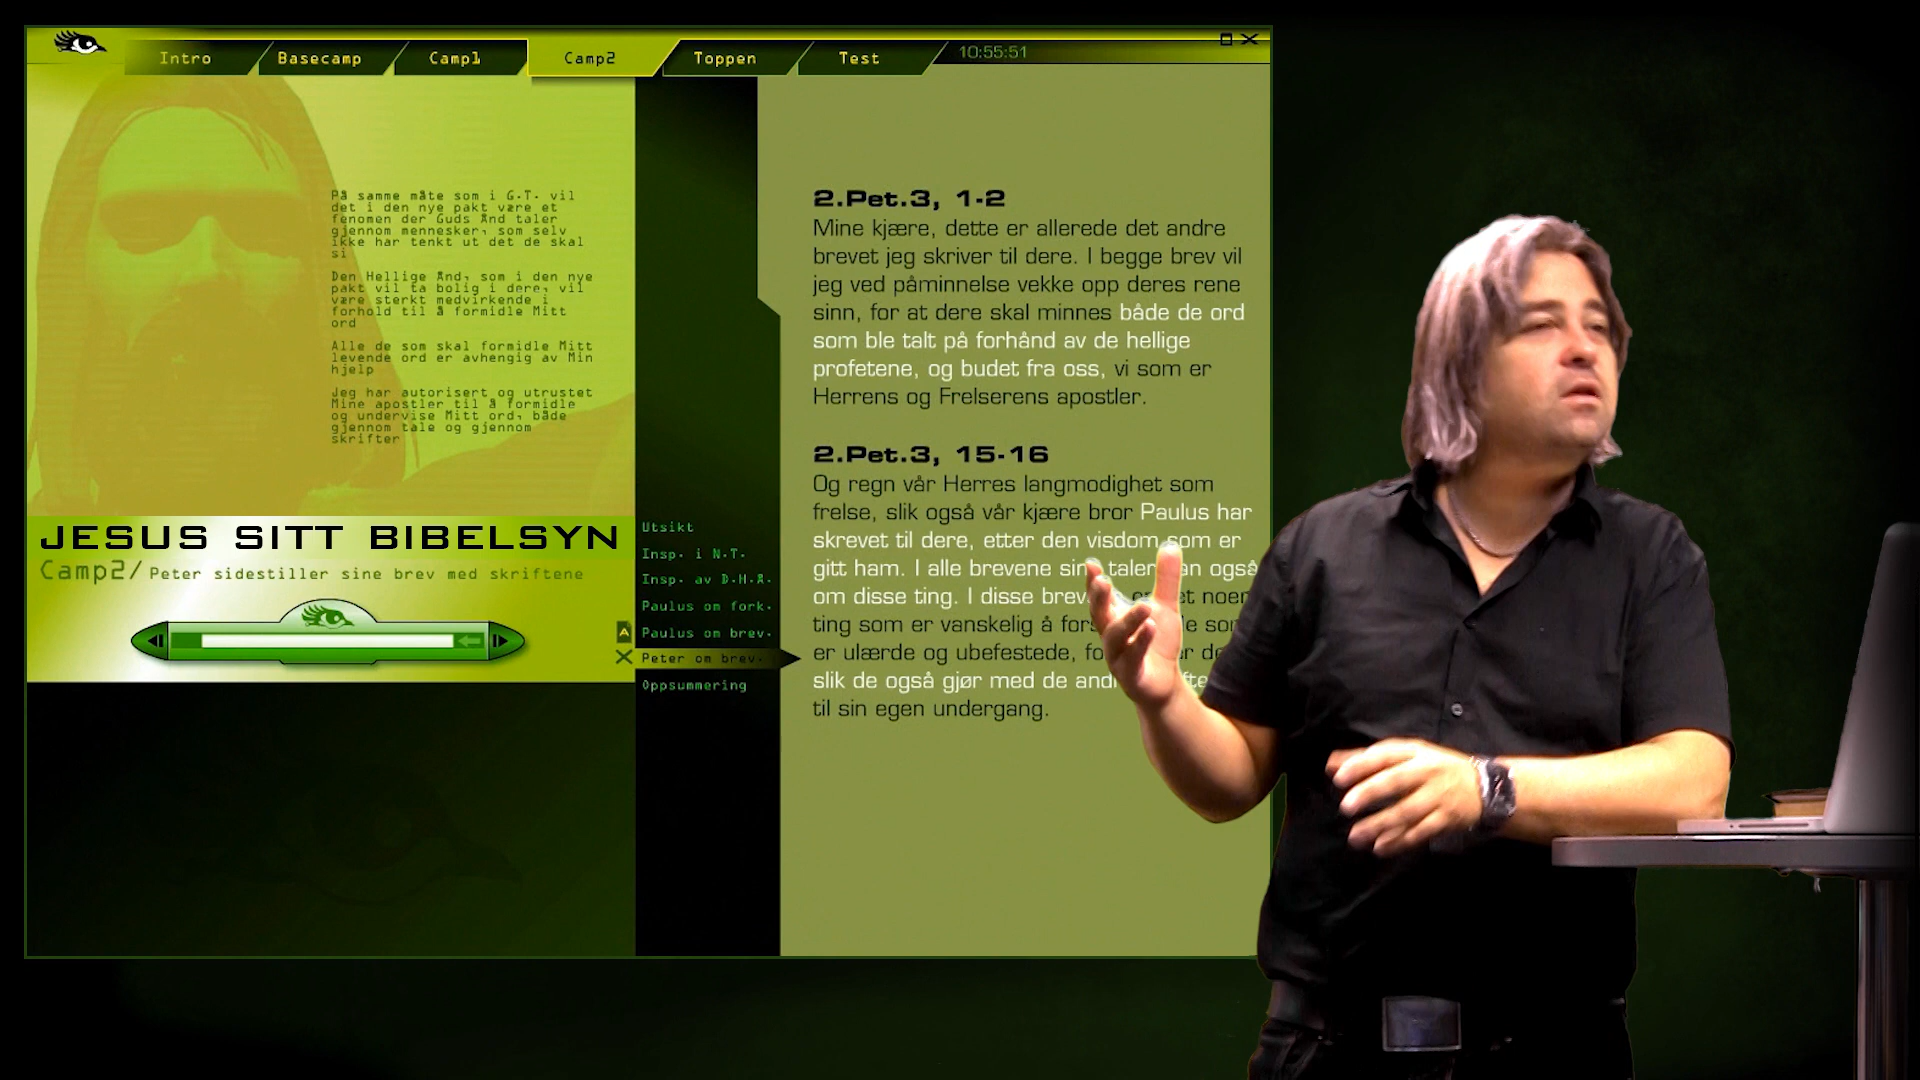 Intro
Basecamp
Camp1
Camp2
Toppen
Test
10:55:51
På samme måte som i G.T. vil
det i den nye pakt være et
fenomen der Guds Ånd taler
gjennom mennesker, som selv
ikke har tenkt ut det de skal
si
Den Hellige Ånd, som i den nye
pakt vil ta bolig i dere, vil
være sterkt medvirkende i
forhold til å formidle Mitt
ord
Alle de som skal formidle Mitt
levende ord er avhengig av Min
hjelp
Jeg har autorisert og utrustet
Mine apostler til å formidle
og undervise Mitt ord, både
gjennom tale og gjennom
skrifter
JESUS SITT BIBELSYN
Camp2/Peter sidestiller sine brev med skriftene
Utsikt
Insp. i N.T.
Insp. av D.H.Å.
Paulus om fork.
A
Paulus om brev.
Peter om brev.
Oppsummering
2.Pet.3, 1-2
Mine kjære, dette er allerede det andre
brevet jeg skriver til dere. I begge brev vil
jeg ved påminnelse vekke opp deres rene
sinn, for at dere skal minnes både de ord
som ble talt på forhånd av de hellige
profetene, og budet fra oss, vi som er
Herrens og Frelserens apostler.
2.Pet.3, 15-16
Og regn vår Herres langmodighet som
frelse, slik også vår kjære bror Paulus har
skrevet til dere, etter den visdom som er
gitt ham. I alle brevene sine taler han også
om disse ting. I disse et noen
ting som er vanskelig å som
er ulærde og ubefestede,
slik de også gjør med de
til sin egen undergang.